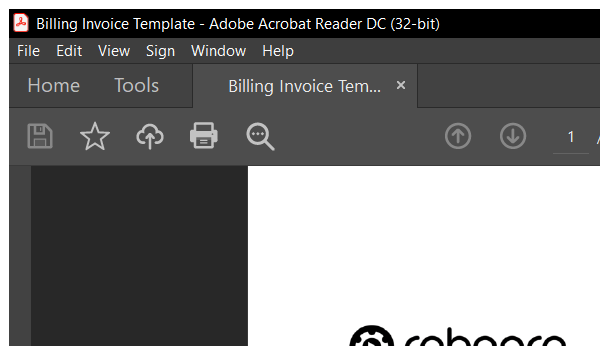 Billing Invoice Template - Adobe Acrobat Reader DC (32-bit)
File Edit View Sign Window Help
Home Tools Billing Invoice Tem... ×
1 /